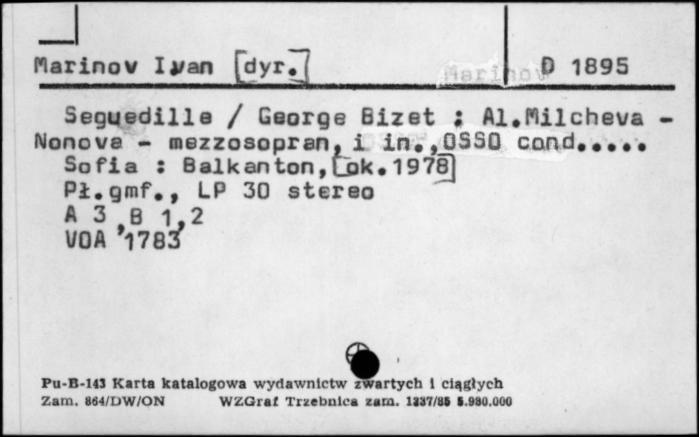 Marinov Ivan [dyr.] D 1895
Seguedille / George Bizet ; Al.Milcheva -
Nonova - mezzosopran, i in.,OSSO cond.....
Sofia : Balkanton,[ok.1978]
Pł.gmf., LP 30 stereo
A 3,B 1,2
VOA 1783
Pu-B-143 Karta katalogowa wydawnictw zwartych i ciągłych
Zam. 864/DW/ON WZGraf Trzebnica zam. 1337/85 5.980.000